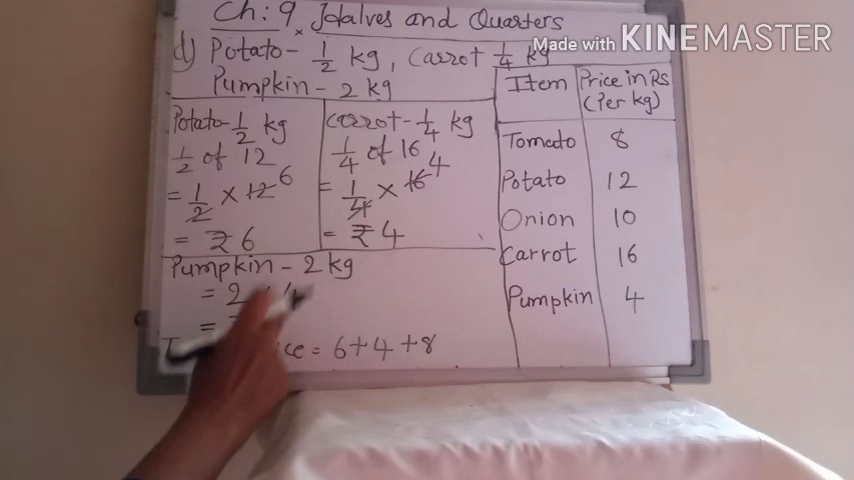 Ch: 9 Halves and Quarters
Made with KINEMASTER
d) Potato - 1/2 kg, Carrot 1/4 kg
Pumpkin - 2 kg
Potato - 1/2 kg
1/2 of 12
= 1/2 × 12 6
= ₹ 6
Carrot - 1/4 kg
1/4 of 16
= 1/4 × 16 4
= ₹ 4
Pumpkin - 2 kg
= 2
=
= 6+4+8
Item Price in Rs (Per kg)
Tomato 8
Potato 12
Onion 10
Carrot 16
Pumpkin 4